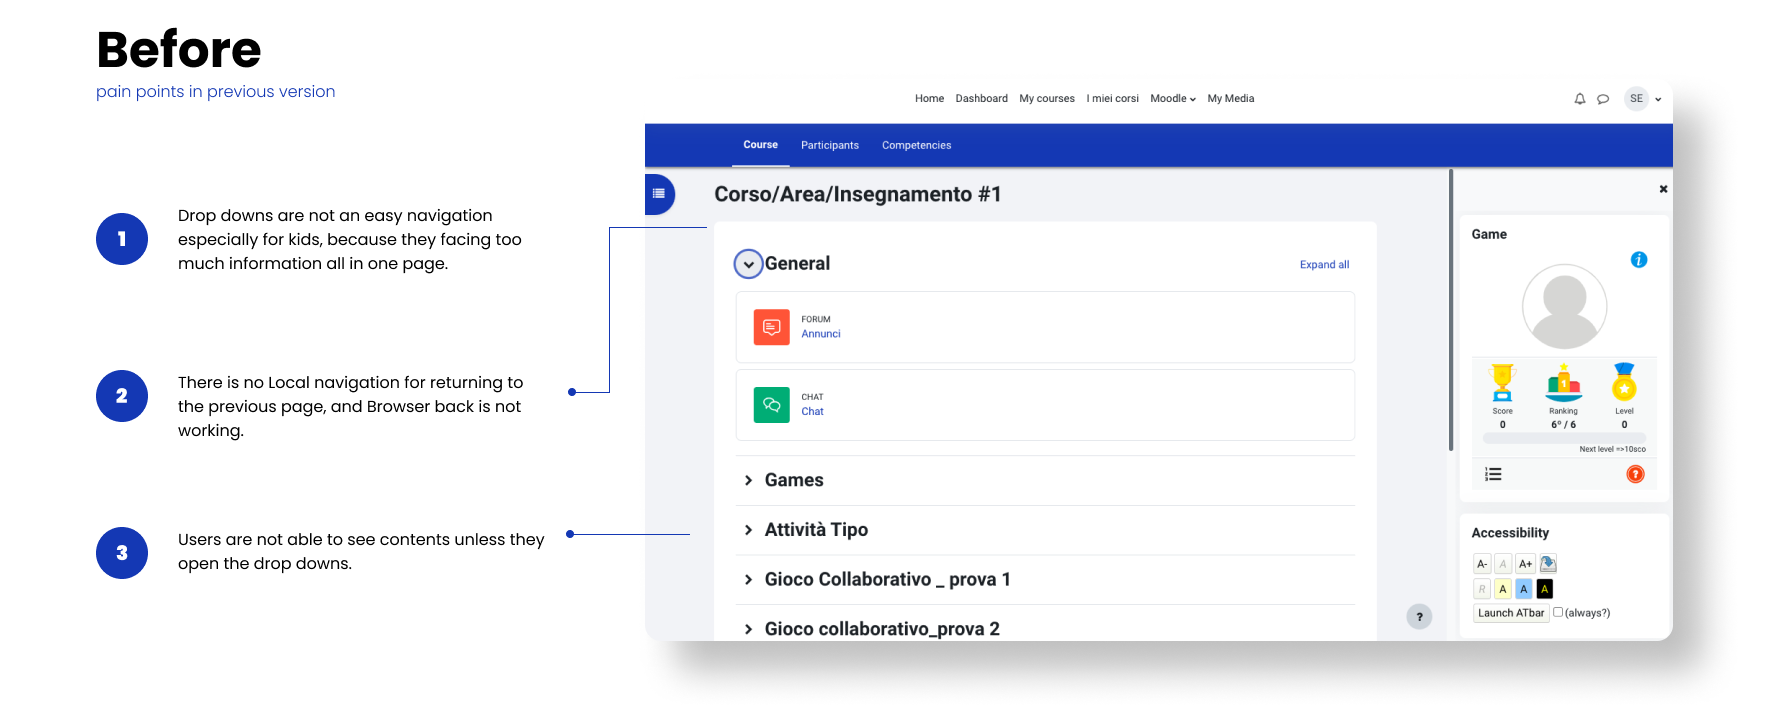 Before
pain points in previous version
1
Drop downs are not an easy navigation
especially for kids, because they facing too
much information all in one page.
2
There is no Local navigation for returning to
the previous page, and Browser back is not
working.
3
Users are not able to see contents unless they
open the drop downs.
Home Dashboard My courses I miei corsi Moodle My Media
SE
Course Participants Competencies
Corso/Area/Insegnamento #1
General
Expand all
FORUM
Annunci
CHAT
Chat
Games
Attività Tipo
Gioco Collaborativo _ prova 1
Gioco collaborativo_prova 2
?
Game
i
1
Score Ranking Level
0 6º / 6 0
Next level =>10sco
1
2
3
?
Accessibility
A- A A+
R A A A
Launch ATbar (always?)